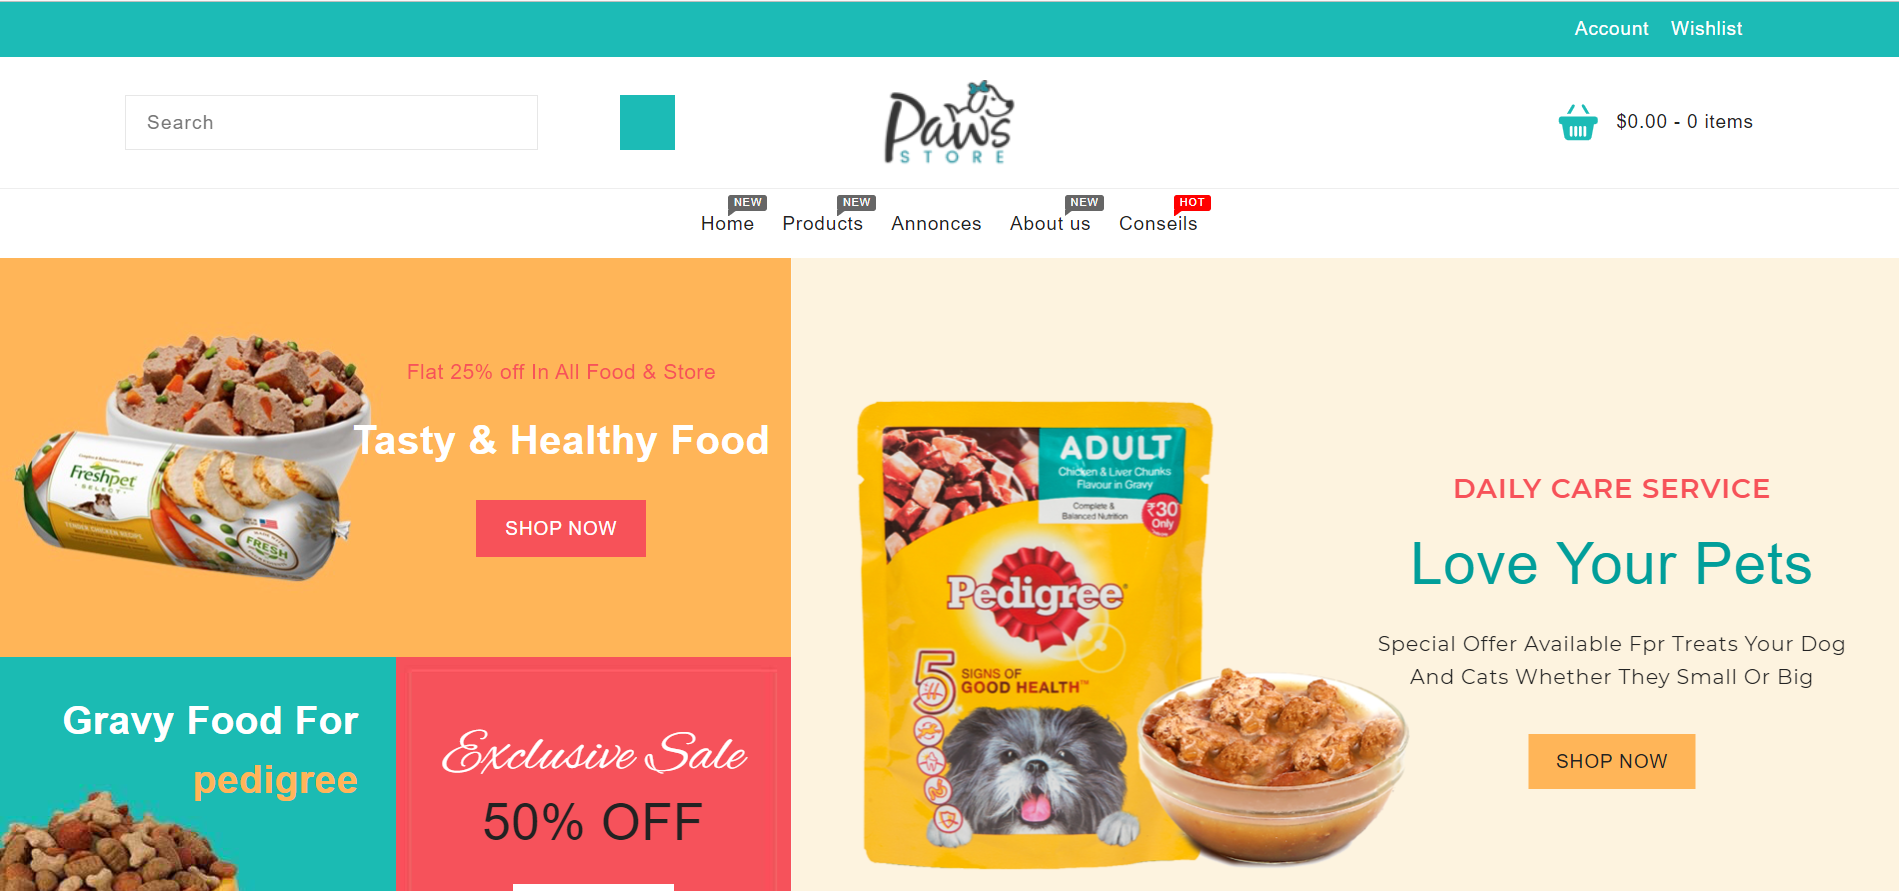 Account Wishlist
Search
Paws
STORE
$0.00 - 0 items
NEW NEW NEW HOT
Home Products Annonces About us Conseils
Flat 25% off In All Food & Store
Tasty & Healthy Food
SHOP NOW
Freshpet
SELECT
TENDER CHICKEN RECIPE
FRESH
Gravy Food For
pedigree
Exclusive Sale
50% OFF
ADULT
Chicken & Liver Chunks
Flavour in Gravy
Complete &
Balanced Nutrition
₹30
Only
Pedigree
5 SIGNS OF
GOOD HEALTH™
DAILY CARE SERVICE
Love Your Pets
Special Offer Available Fpr Treats Your Dog
And Cats Whether They Small Or Big
SHOP NOW